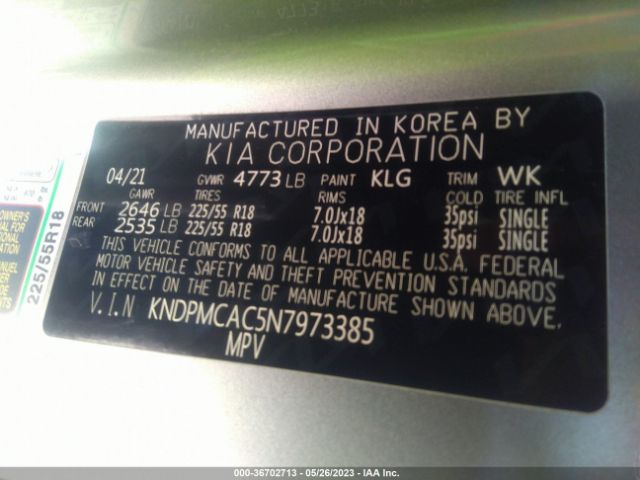 MANUFACTURED IN KOREA BY
KIA CORPORATION
04/21 GVWR 4773 LB PAINT KLG TRIM WK
GAWR TIRES RIMS COLD TIRE INFL
FRONT 2646 LB 225/55 R18 7.0Jx18 35psi SINGLE
REAR 2535 LB 225/55 R18 7.0Jx18 35psi SINGLE
THIS VEHICLE CONFORMS TO ALL APPLICABLE U.S.A. FEDERAL
MOTOR VEHICLE SAFETY AND THEFT PREVENTION STANDARDS
IN EFFECT ON THE DATE OF MANUFACTURE SHOWN ABOVE.
V.I.N KNDPMCAC5N7973385
MPV
225/55R18
OWNER'S
MANUAL FOR
000-36702713 - 05/26/2023 - IAA Inc.